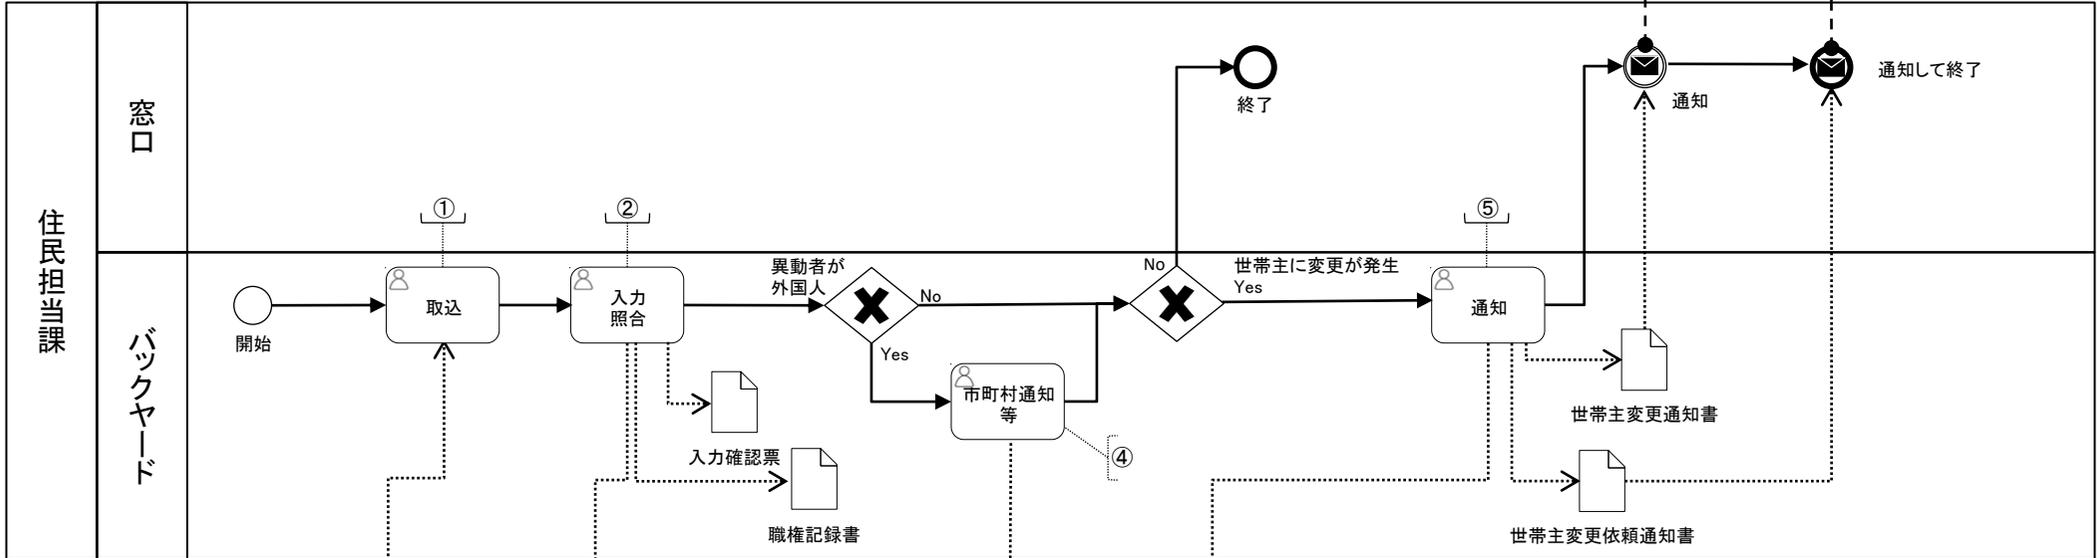 住民担当課
窓口
終了
通知
通知して終了
①
②
⑤
バックヤード
開始
取込
入力
照合
異動者が
外国人
No
Yes
市町村通知
等
④
No
世帯主に変更が発生
Yes
通知
入力確認票
職権記録書
世帯主変更通知書
世帯主変更依頼通知書